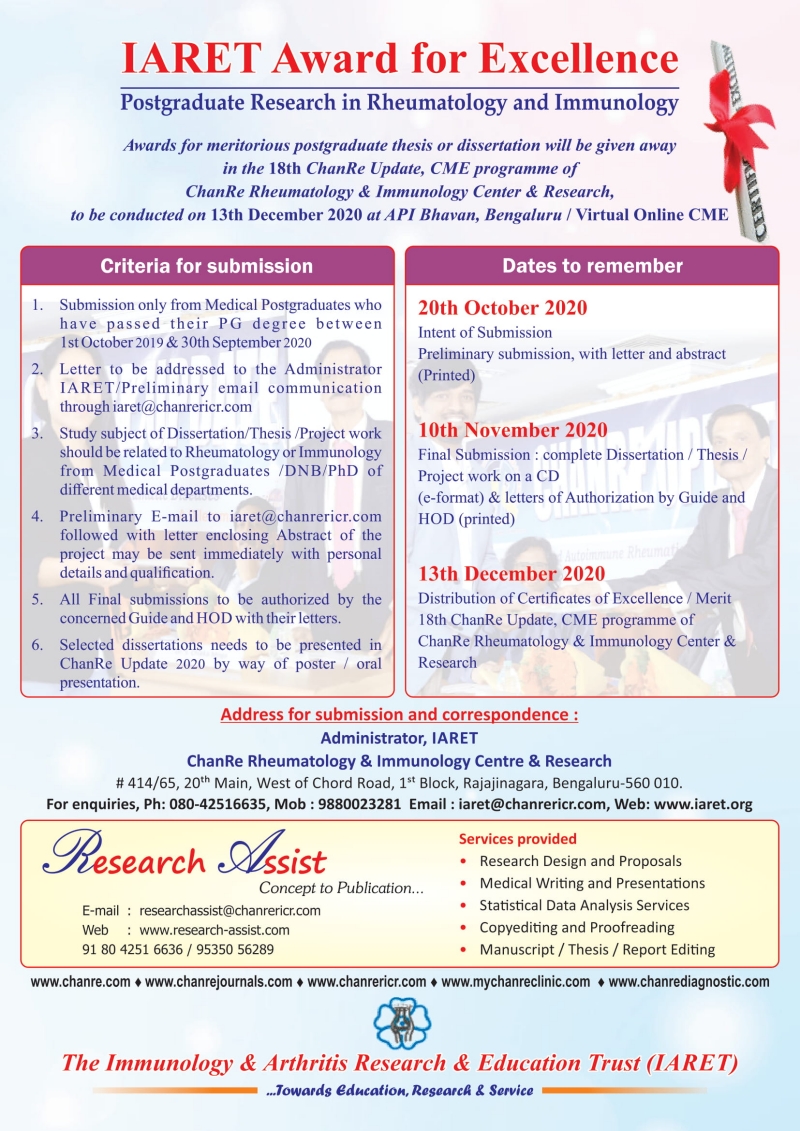 IARET Award for Excellence
Postgraduate Research in Rheumatology and Immunology
Awards for meritorious postgraduate thesis or dissertation will be given away
in the 18th ChanRe Update, CME programme of
ChanRe Rheumatology & Immunology Center & Research,
to be conducted on 13th December 2020 at API Bhavan, Bengaluru / Virtual Online CME
Criteria for submission
1. Submission only from Medical Postgraduates who
have passed their PG degree between
1st October 2019 & 30th September 2020
2. Letter to be addressed to the Administrator
IARET/Preliminary email communication
through iaret@chanrericr.com
3. Study subject of Dissertation/Thesis /Project work
should be related to Rheumatology or Immunology
from Medical Postgraduates /DNB/PhD of
different medical departments.
4. Preliminary E-mail to iaret@chanrericr.com
followed with letter enclosing Abstract of the
project may be sent immediately with personal
details and qualification.
5. All Final submissions to be authorized by the
concerned Guide and HOD with their letters.
6. Selected dissertations needs to be presented in
ChanRe Update 2020 by way of poster / oral
presentation.
Dates to remember
20th October 2020
Intent of Submission
Preliminary submission, with letter and abstract
(Printed)
10th November 2020
Final Submission : complete Dissertation / Thesis /
Project work on a CD
(e-format) & letters of Authorization by Guide and
HOD (printed)
13th December 2020
Distribution of Certificates of Excellence / Merit
18th ChanRe Update, CME programme of
ChanRe Rheumatology & Immunology Center &
Research
Address for submission and correspondence :
Administrator, IARET
ChanRe Rheumatology & Immunology Centre & Research
# 414/65, 20th Main, West of Chord Road, 1st Block, Rajajinagara, Bengaluru-560 010.
For enquiries, Ph: 080-42516635, Mob : 9880023281 Email : iaret@chanrericr.com, Web: www.iaret.org
Research Assist
Concept to Publication...
E-mail : researchassist@chanrericr.com
Web : www.research-assist.com
91 80 4251 6636 / 95350 56289
Services provided
• Research Design and Proposals
• Medical Writing and Presentations
• Statistical Data Analysis Services
• Copyediting and Proofreading
• Manuscript / Thesis / Report Editing
www.chanre.com ♦ www.chanrejournals.com ♦ www.chanrericr.com ♦ www.mychanreclinic.com ♦ www.chanrediagnostic.com
The Immunology & Arthritis Research & Education Trust (IARET)
...Towards Education, Research & Service